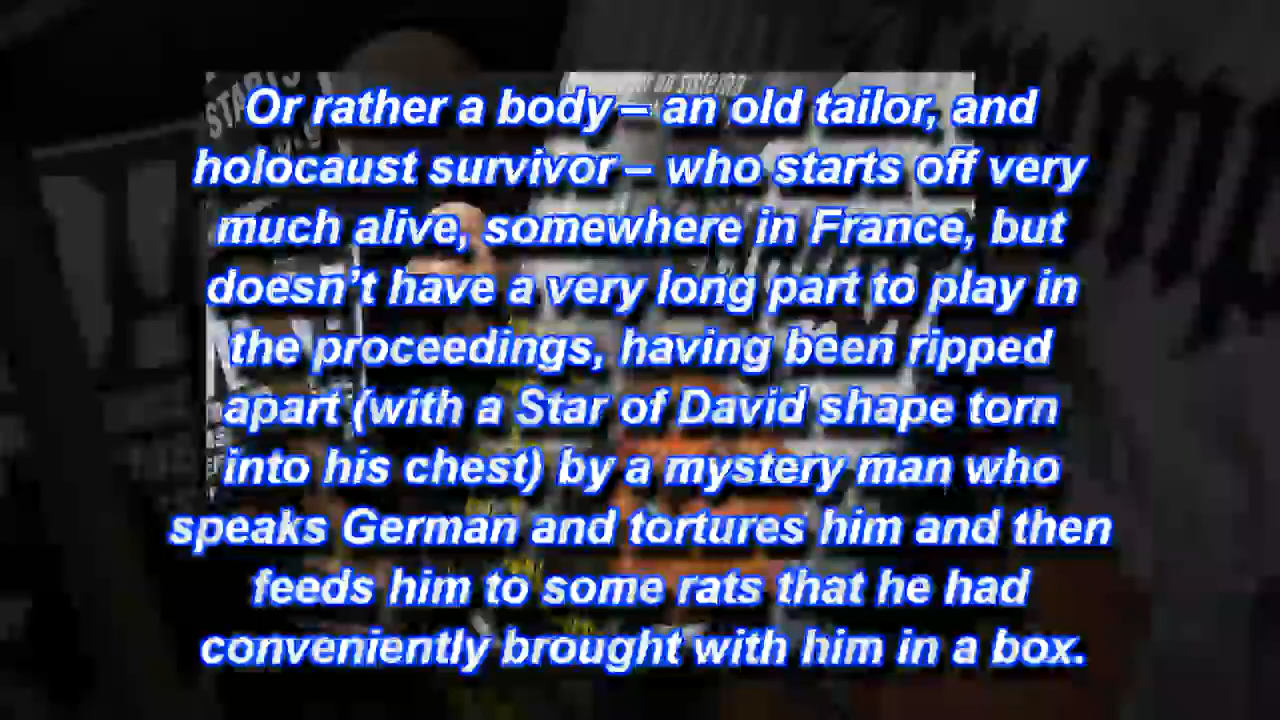 STARTS
Or rather a body – an old tailor, and
holocaust survivor – who starts off very
much alive, somewhere in France, but
doesn’t have a very long part to play in
the proceedings, having been ripped
apart (with a Star of David shape torn
into his chest) by a mystery man who
speaks German and tortures him and then
feeds him to some rats that he had
conveniently brought with him in a box.